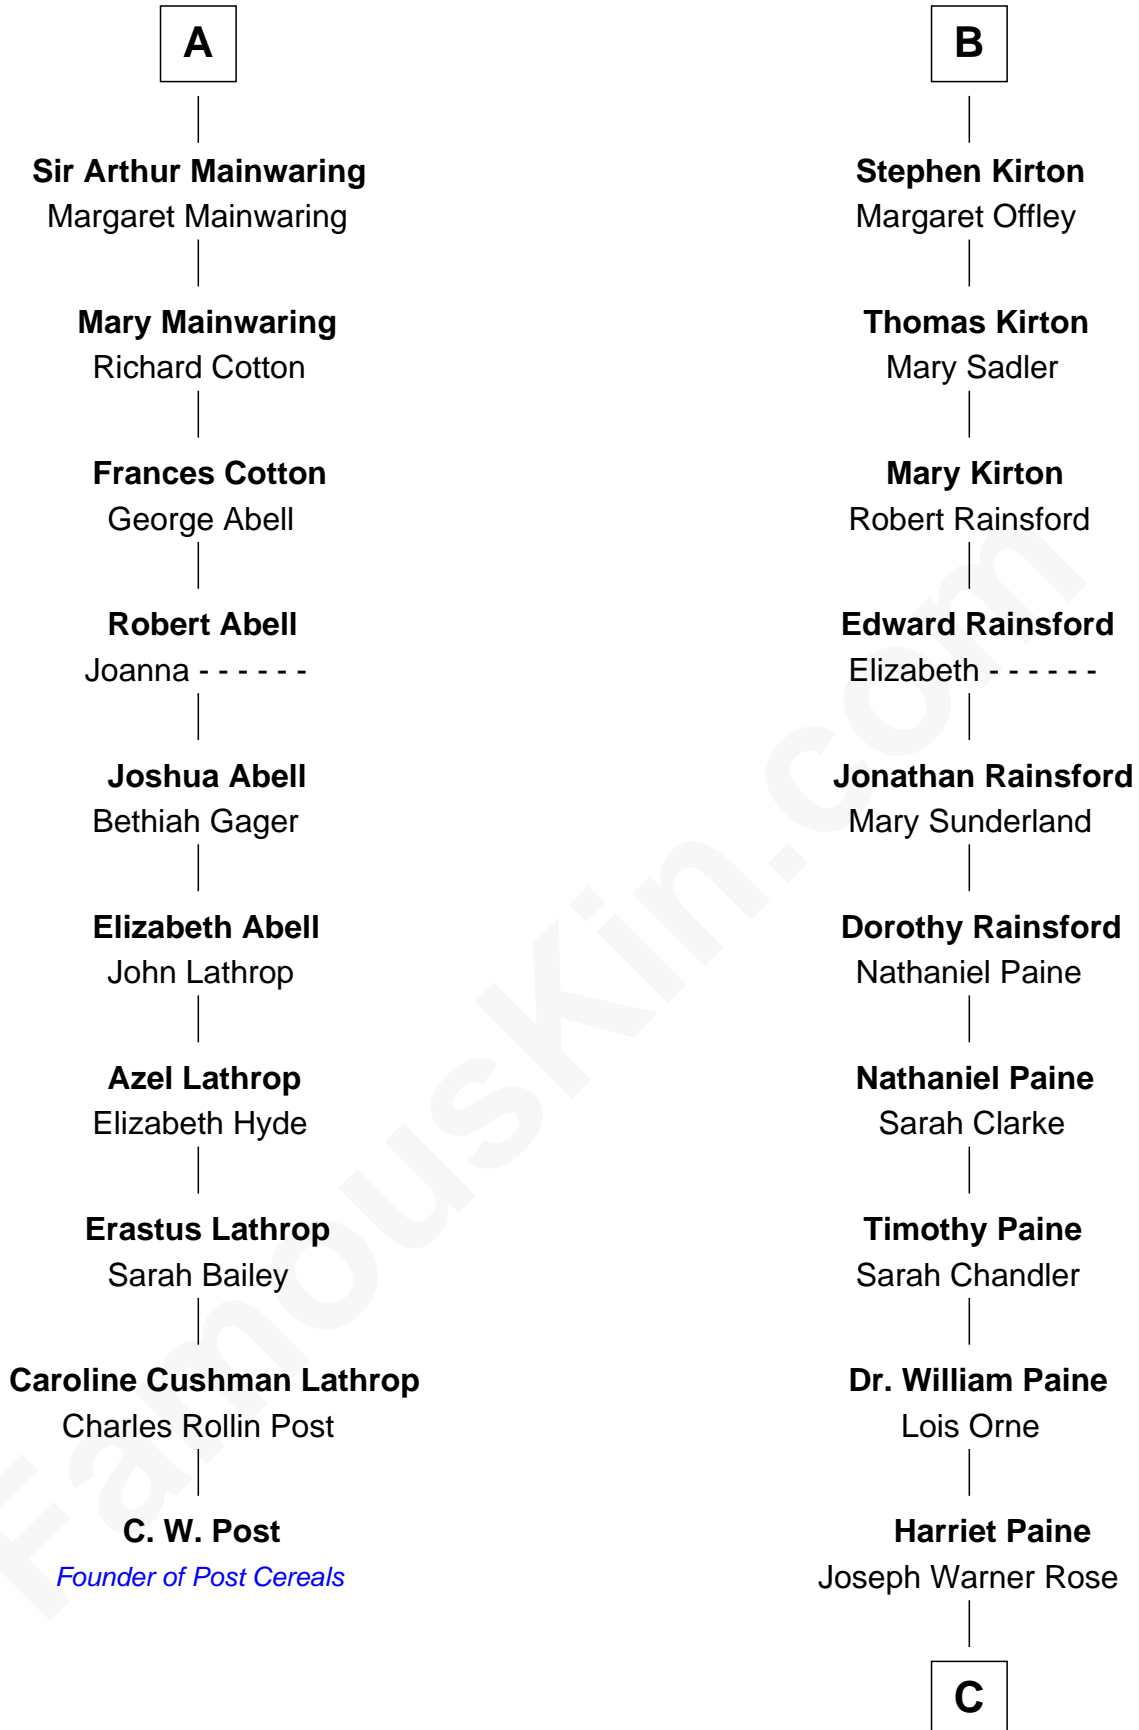 A
Sir Arthur Mainwaring
Margaret Mainwaring
Mary Mainwaring
Richard Cotton
Frances Cotton
George Abell
Robert Abell
Joanna - - - - - -
Joshua Abell
Bethiah Gager
Elizabeth Abell
John Lathrop
Azel Lathrop
Elizabeth Hyde
Erastus Lathrop
Sarah Bailey
Caroline Cushman Lathrop
Charles Rollin Post
C. W. Post
Founder of Post Cereals
B
Stephen Kirton
Margaret Offley
Thomas Kirton
Mary Sadler
Mary Kirton
Robert Rainsford
Edward Rainsford
Elizabeth - - - - - -
Jonathan Rainsford
Mary Sunderland
Dorothy Rainsford
Nathaniel Paine
Nathaniel Paine
Sarah Clarke
Timothy Paine
Sarah Chandler
Dr. William Paine
Lois Orne
Harriet Paine
Joseph Warner Rose
C
FamousKin.com